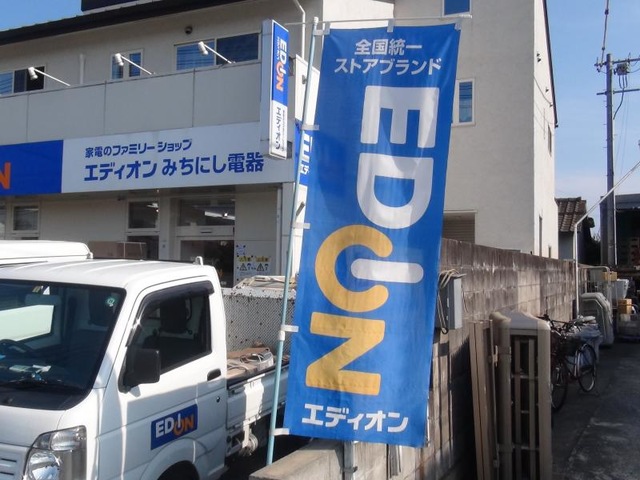 家電のファミリーショップ
エディオン みちにし電器
EDION
エディオン
全国統一
ストアブランド
EDION
エディオン
EDION